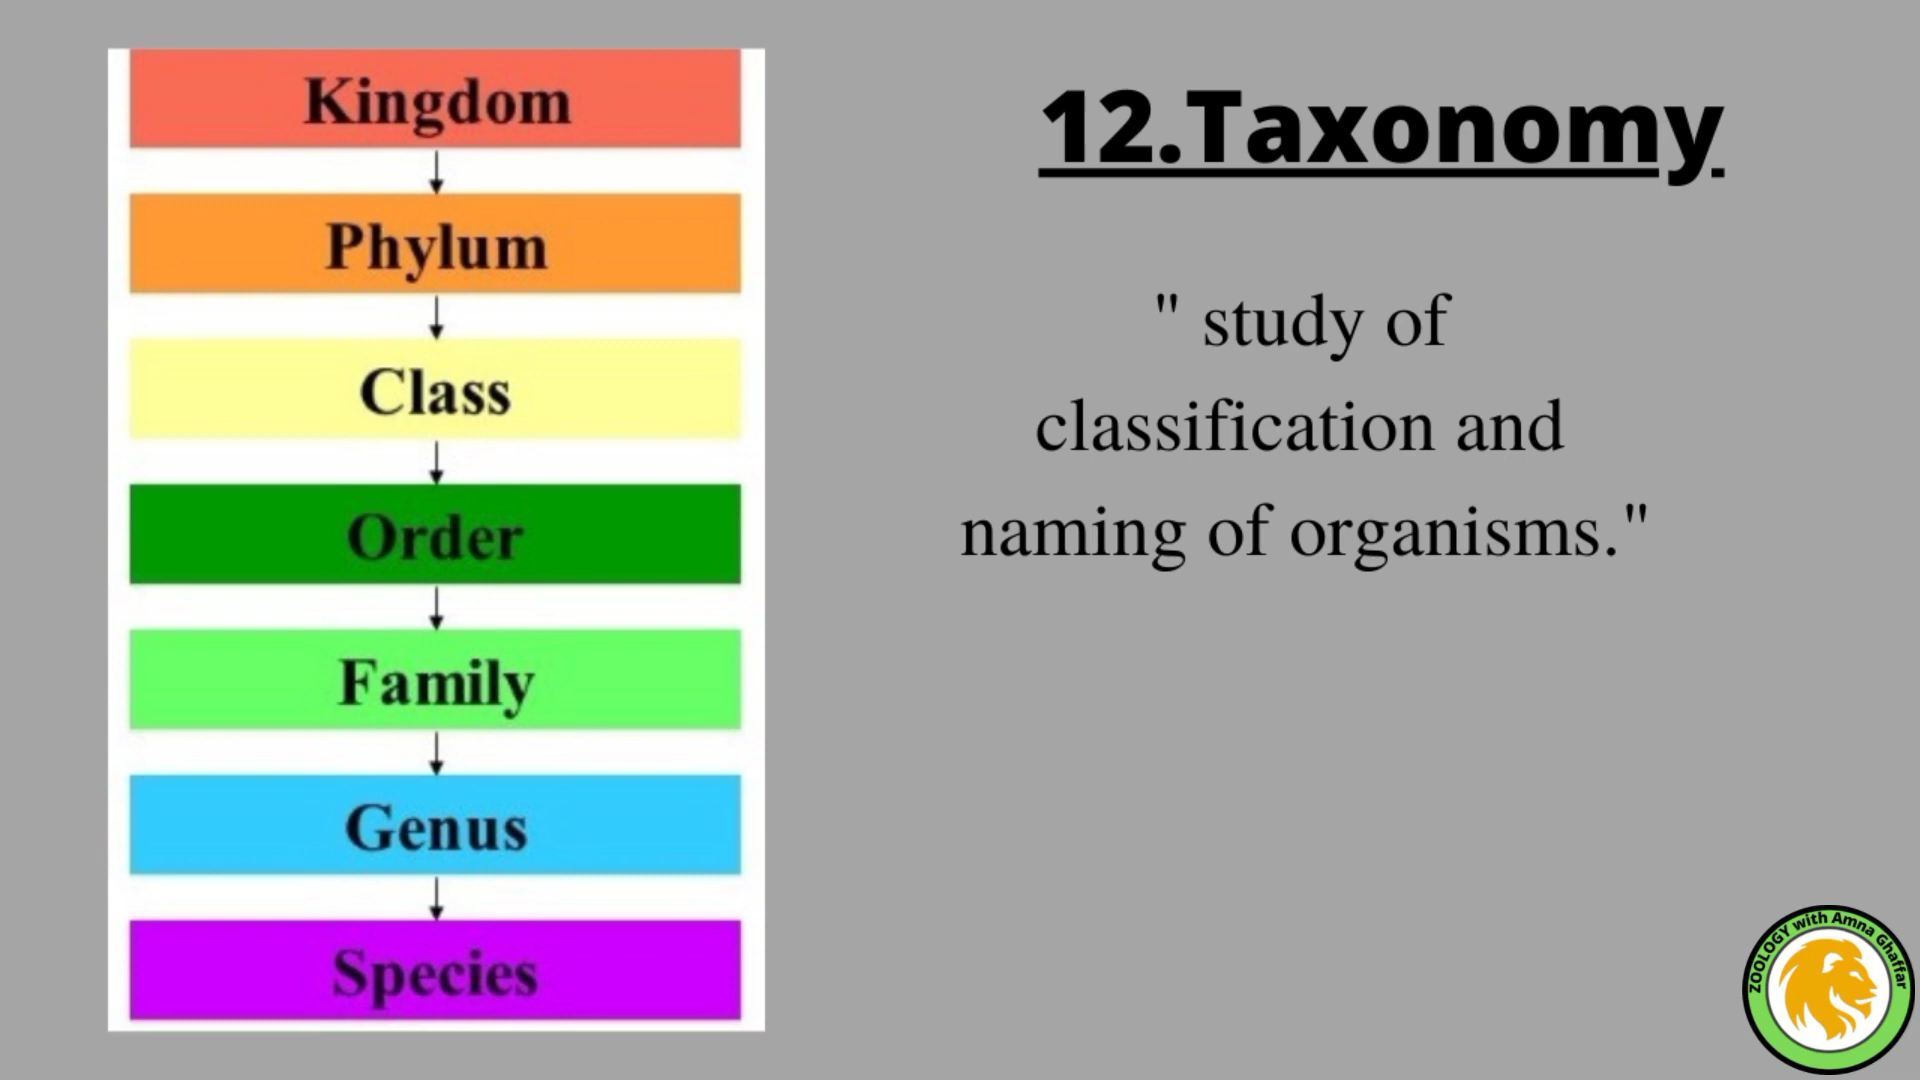 Kingdom
Phylum
Class
Order
Family
Genus
Species
12.Taxonomy
" study of
classification and
naming of organisms."
ZOOLOGY with Amna Ghaffar